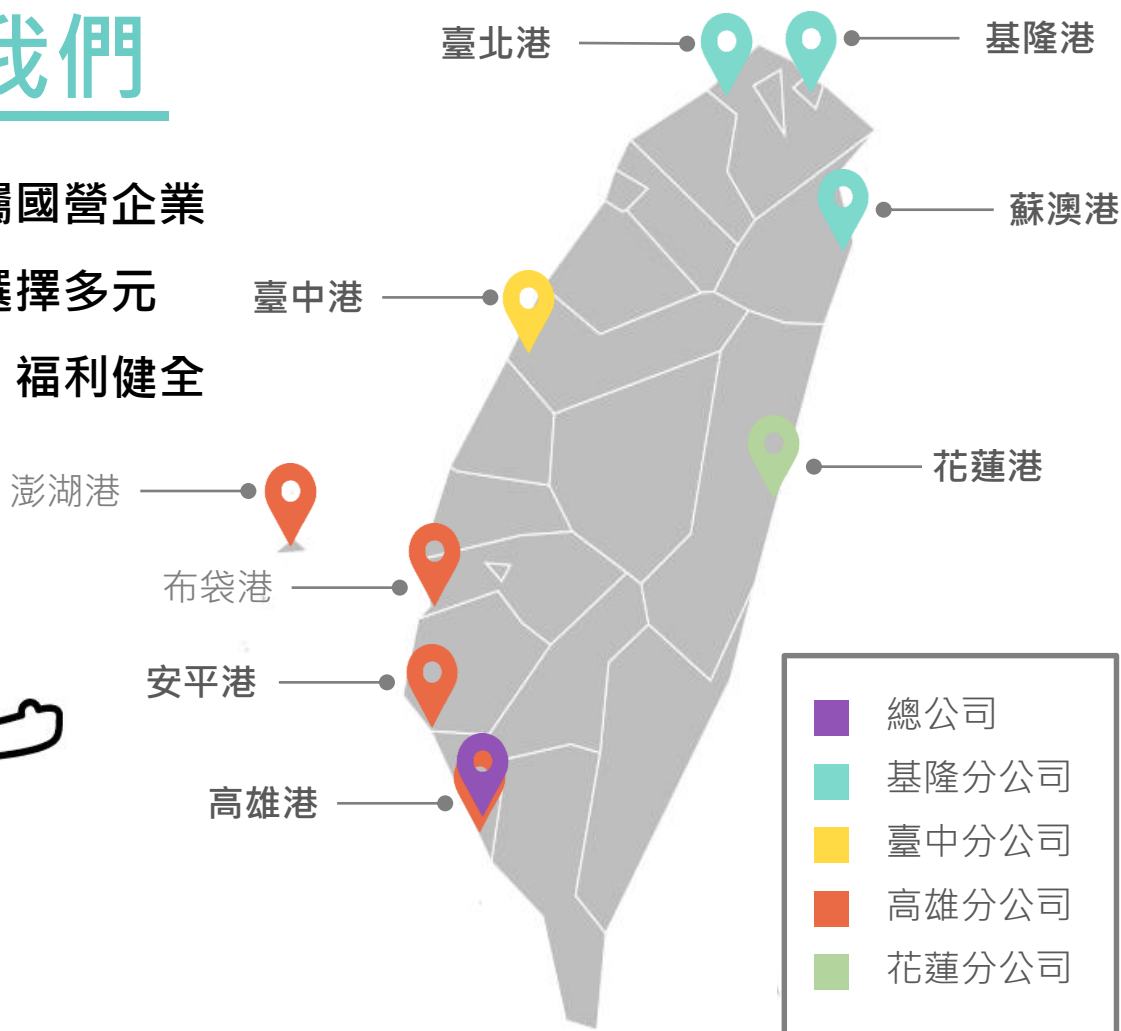 我們
臺北港
基隆港
屬國營企業
蘇澳港
選擇多元
臺中港
福利健全
花蓮港
澎湖港
布袋港
安平港
高雄港
總公司
基隆分公司
臺中分公司
高雄分公司
花蓮分公司